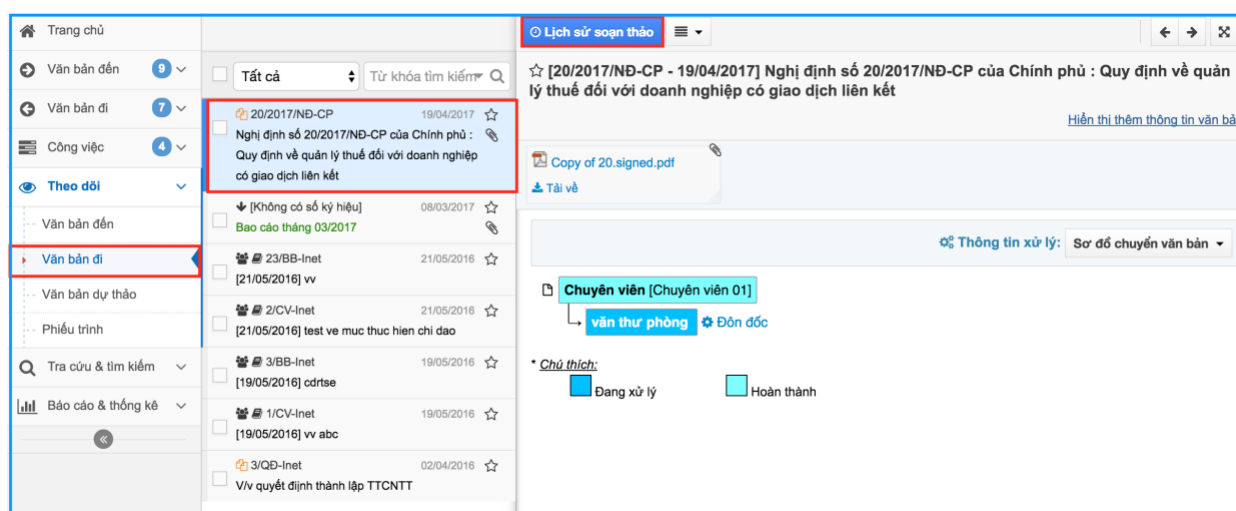 Trang chủ
Văn bản đến 9
Văn bản đi 7
Công việc 4
Theo dõi
Văn bản đến
Văn bản đi
Văn bản dự thảo
Phiếu trình
Tra cứu & tìm kiếm
Báo cáo & thống kê
Tất cả
Từ khóa tìm kiếm
20/2017/NĐ-CP 19/04/2017
Nghị định số 20/2017/NĐ-CP của Chính phủ :
Quy định về quản lý thuế đối với doanh nghiệp
có giao dịch liên kết
[Không có số ký hiệu] 08/03/2017
Bao cáo tháng 03/2017
23/BB-Inet 21/05/2016
[21/05/2016] vv
2/CV-Inet 21/05/2016
[21/05/2016] test ve muc thuc hien chi dao
3/BB-Inet 19/05/2016
[19/05/2016] cdrtse
1/CV-Inet 19/05/2016
[19/05/2016] vv abc
3/QĐ-Inet 02/04/2016
V/v quyết địịnh thành lập TTCNTT
Lịch sử soạn thảo
[20/2017/NĐ-CP - 19/04/2017] Nghị định số 20/2017/NĐ-CP của Chính phủ : Quy định về quản
lý thuế đối với doanh nghiệp có giao dịch liên kết
Hiển thị thêm thông tin văn bả
Copy of 20.signed.pdf
Tải về
Thông tin xử lý: Sơ đồ chuyển văn bản
Chuyên viên [Chuyên viên 01]
văn thư phòng Đôn đốc
* Chú thích:
Đang xử lý Hoàn thành